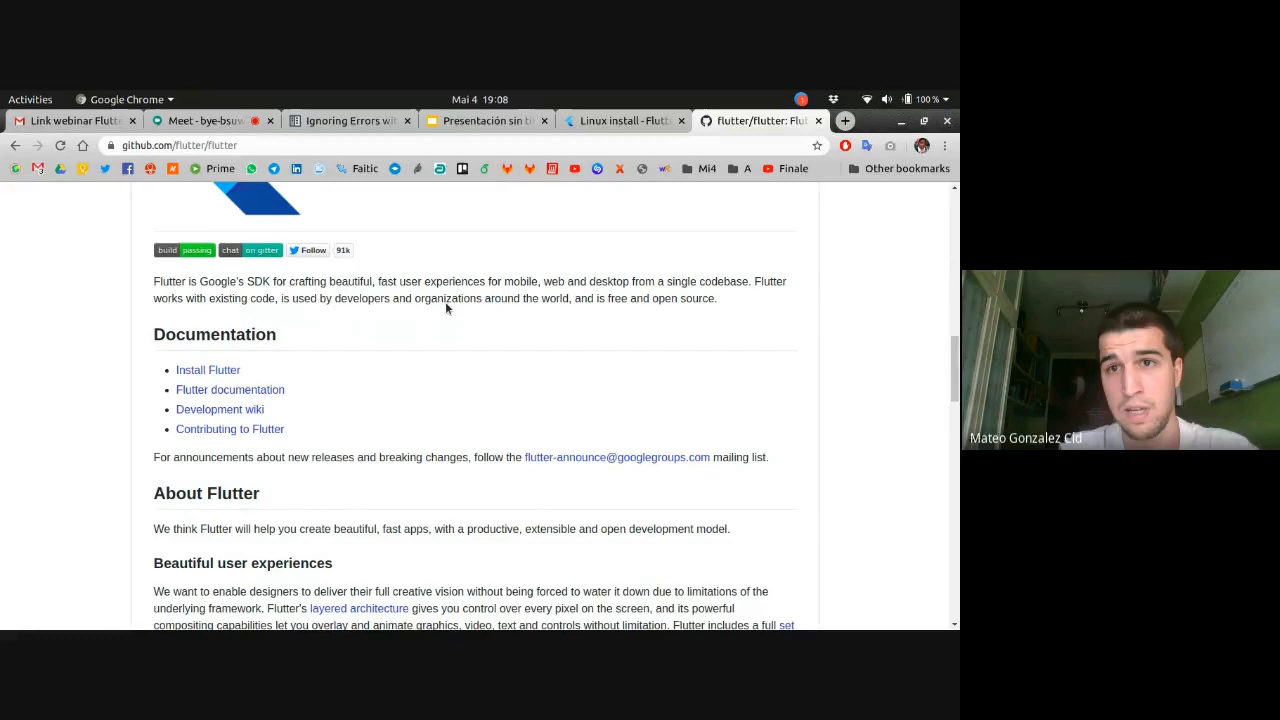 Activities
Google Chrome
Mai 4 19:08
1
100 %
Link webinar Flutte
Meet - bye-bsuw
Ignoring Errors wi
Presentación sin tí
Linux install - Flutt
flutter/flutter: Flut
github.com/flutter/flutter
Prime
Faitic
Mi4
A
Finale
Other bookmarks
build passing
chat on gitter
Follow
91k
Flutter is Google's SDK for crafting beautiful, fast user experiences for mobile, web and desktop from a single codebase. Flutter
works with existing code, is used by developers and organizations around the world, and is free and open source.
Documentation
Install Flutter
Flutter documentation
Development wiki
Contributing to Flutter
For announcements about new releases and breaking changes, follow the flutter-announce@googlegroups.com mailing list.
About Flutter
We think Flutter will help you create beautiful, fast apps, with a productive, extensible and open development model.
Beautiful user experiences
We want to enable designers to deliver their full creative vision without being forced to water it down due to limitations of the
underlying framework. Flutter's layered architecture gives you control over every pixel on the screen, and its powerful
compositing capabilities let you overlay and animate graphics, video, text and controls without limitation. Flutter includes a full set
Mateo Gonzalez Cid